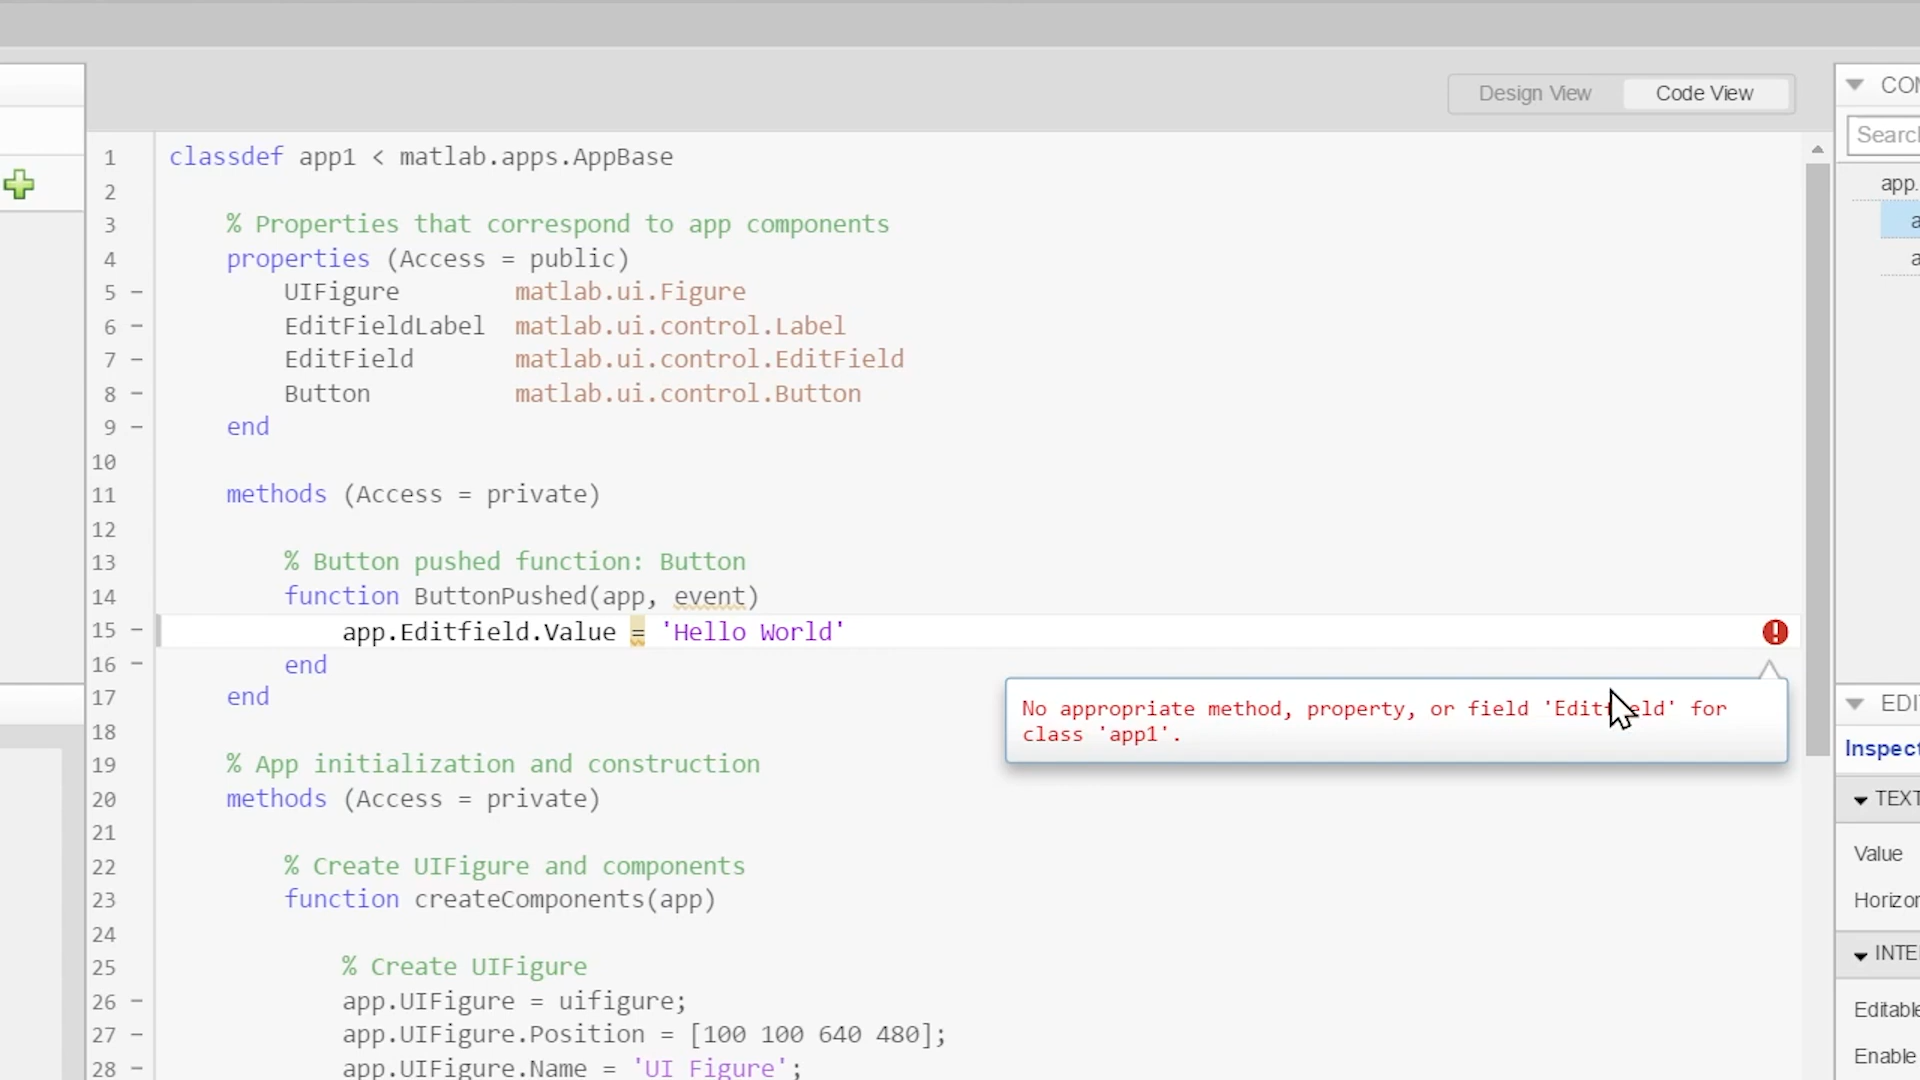 Design View
Code View
1 classdef app1 < matlab.apps.AppBase
2
3 % Properties that correspond to app components
4 properties (Access = public)
5 – UIFigure matlab.ui.Figure
6 – EditFieldLabel matlab.ui.control.Label
7 – EditField matlab.ui.control.EditField
8 – Button matlab.ui.control.Button
9 – end
10
11 methods (Access = private)
12
13 % Button pushed function: Button
14 function ButtonPushed(app, event)
15 – app.Editfield.Value = 'Hello World'
16 – end
17 end
18
19 % App initialization and construction
20 methods (Access = private)
21
22 % Create UIFigure and components
23 function createComponents(app)
24
25 % Create UIFigure
26 – app.UIFigure = uifigure;
27 – app.UIFigure.Position = [100 100 640 480];
28 – app.UIFigure.Name = 'UI Figure';
No appropriate method, property, or field 'Editfield' for
class 'app1'.
Search
app.
Inspect
Value
Editable
Enable